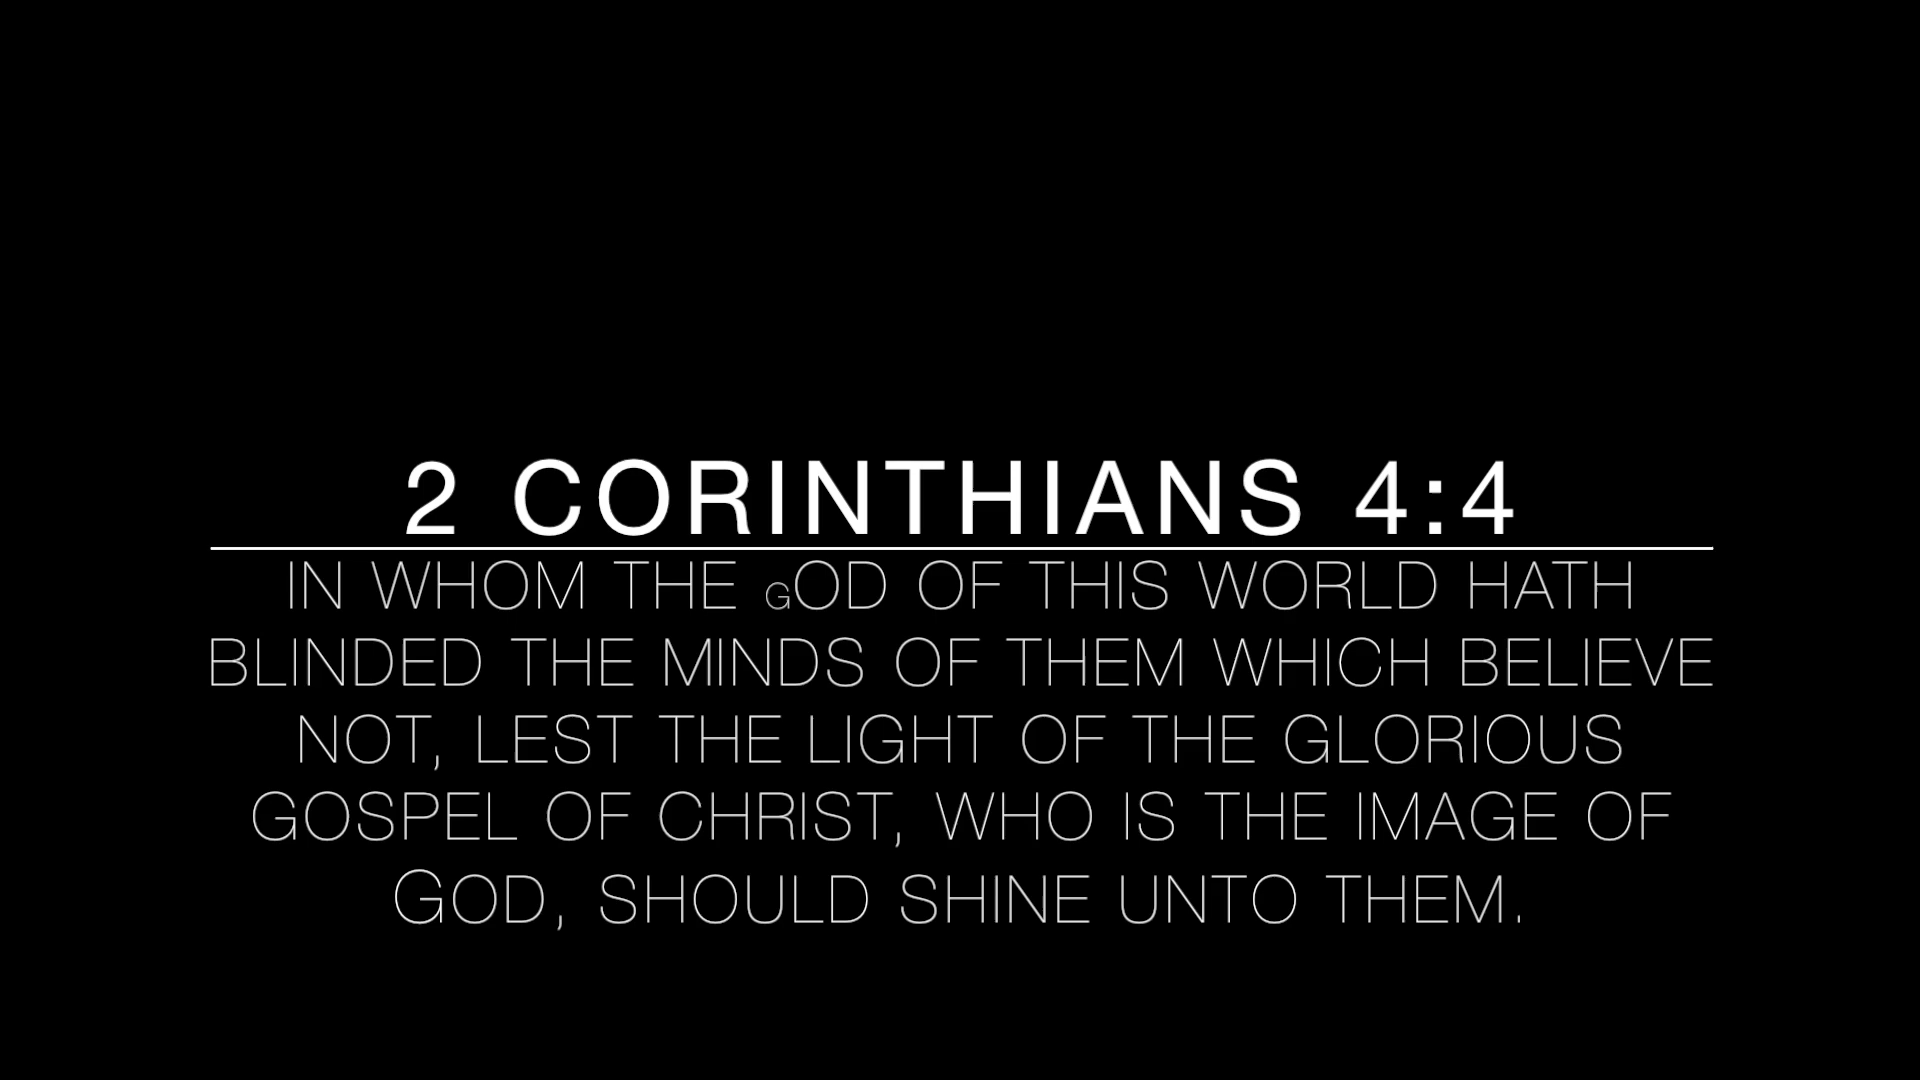 2 CORINTHIANS 4:4
IN WHOM THE GOD OF THIS WORLD HATH
BLINDED THE MINDS OF THEM WHICH BELIEVE
NOT, LEST THE LIGHT OF THE GLORIOUS
GOSPEL OF CHRIST, WHO IS THE IMAGE OF
GOD, SHOULD SHINE UNTO THEM.